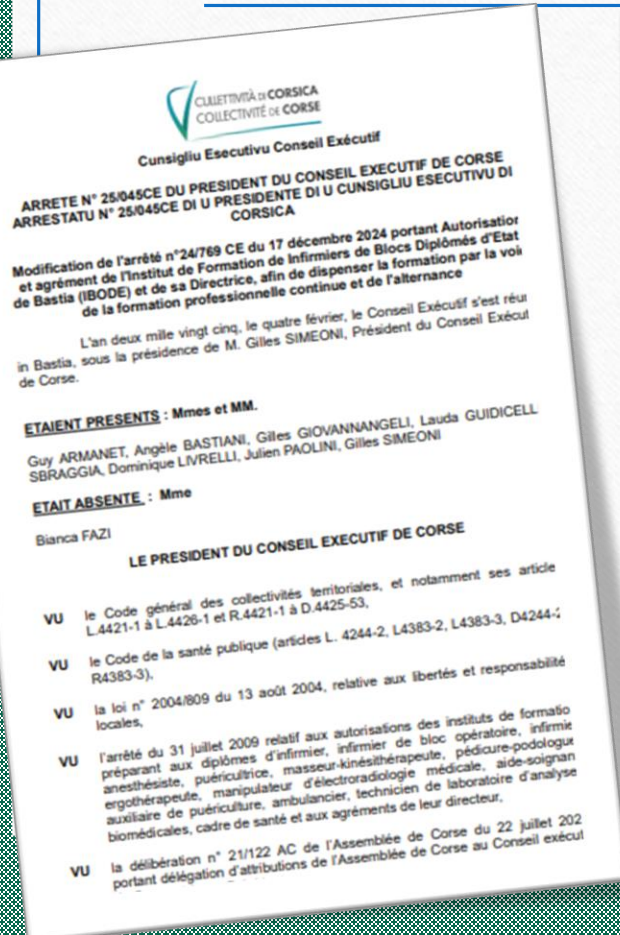 CULLETTIVITÀ DI CORSICA
COLLECTIVITÉ DE CORSE
Cunsigliu Esecutivu Conseil Exécutif
ARRETE N° 25/045CE DU PRESIDENT DU CONSEIL EXECUTIF DE CORSE
ARRESTATU N° 25/045CE DI U PRESIDENTE DI U CUNSIGLIU ESECUTIVU DI
CORSICA
Modification de l'arrêté n°24/769 CE du 17 décembre 2024 portant Autorisation
et agrément de l'Institut de Formation de Infirmiers de Blocs Diplômés d'Etat
de Bastia (IBODE) et de sa Directrice, afin de dispenser la formation par la voi
de la formation professionnelle continue et de l'alternance
L'an deux mille vingt cinq, le quatre février, le Conseil Exécutif s'est réun
in Bastia, sous la présidence de M. Gilles SIMEONI, Président du Conseil Exécut
de Corse.
ETAIENT PRESENTS : Mmes et MM.
Guy ARMANET, Angèle BASTIANI, Gilles GIOVANNANGELI, Lauda GUIDICELL
SBRAGGIA, Dominique LIVRELLI, Julien PAOLINI, Gilles SIMEONI
ETAIT ABSENTE : Mme
Bianca FAZI
LE PRESIDENT DU CONSEIL EXECUTIF DE CORSE
VU le Code général des collectivités territoriales, et notamment ses article
L.4421-1 à L.4426-1 et R.4421-1 à D.4425-53,
VU le Code de la santé publique (articles L. 4244-2, L4383-2, L4383-3, D4244-2
R4383-3),
VU la loi n° 2004/809 du 13 août 2004, relative aux libertés et responsabilité
locales,
VU l'arrêté du 31 juillet 2009 relatif aux autorisations des instituts de formatio
préparant aux diplômes d'infirmier, infirmier de bloc opératoire, infirmie
anesthésiste, puéricultrice, masseur-kinésithérapeute, pédicure-podologue
ergothérapeute, manipulateur d'électroradiologie médicale, aide-soignan
auxiliaire de puériculture, ambulancier, technicien de laboratoire d'analyse
biomédicales, cadre de santé et aux agréments de leur directeur,
VU la délibération n° 21/122 AC de l'Assemblée de Corse du 22 juillet 202
portant délégation d'attributions de l'Assemblée de Corse au Conseil exécut